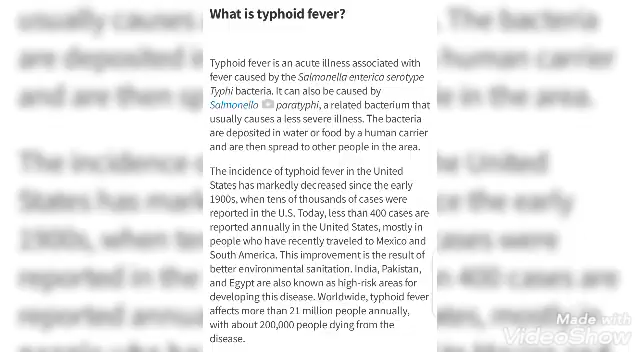 What is typhoid fever?
Typhoid fever is an acute illness associated with
fever caused by the Salmonella enterica serotype
Typhi bacteria. It can also be caused by
Salmonello paratyphi, a related bacterium that
usually causes a less severe illness. The bacteria
are deposited in water or food by a human carrier
and are then spread to other people in the area.
The incidence of typhoid fever in the United
States has markedly decreased since the early
1900s, when tens of thousands of cases were
reported in the U.S. Today, less than 400 cases are
reported annually in the United States, mostly in
people who have recently traveled to Mexico and
South America. This improvement is the result of
better environmental sanitation. India, Pakistan,
and Egypt are also known as high-risk areas for
developing this disease. Worldwide, typhoid fever
affects more than 21 million people annually,
with about 200,000 people dying from the
disease.
Made with
VideoShow